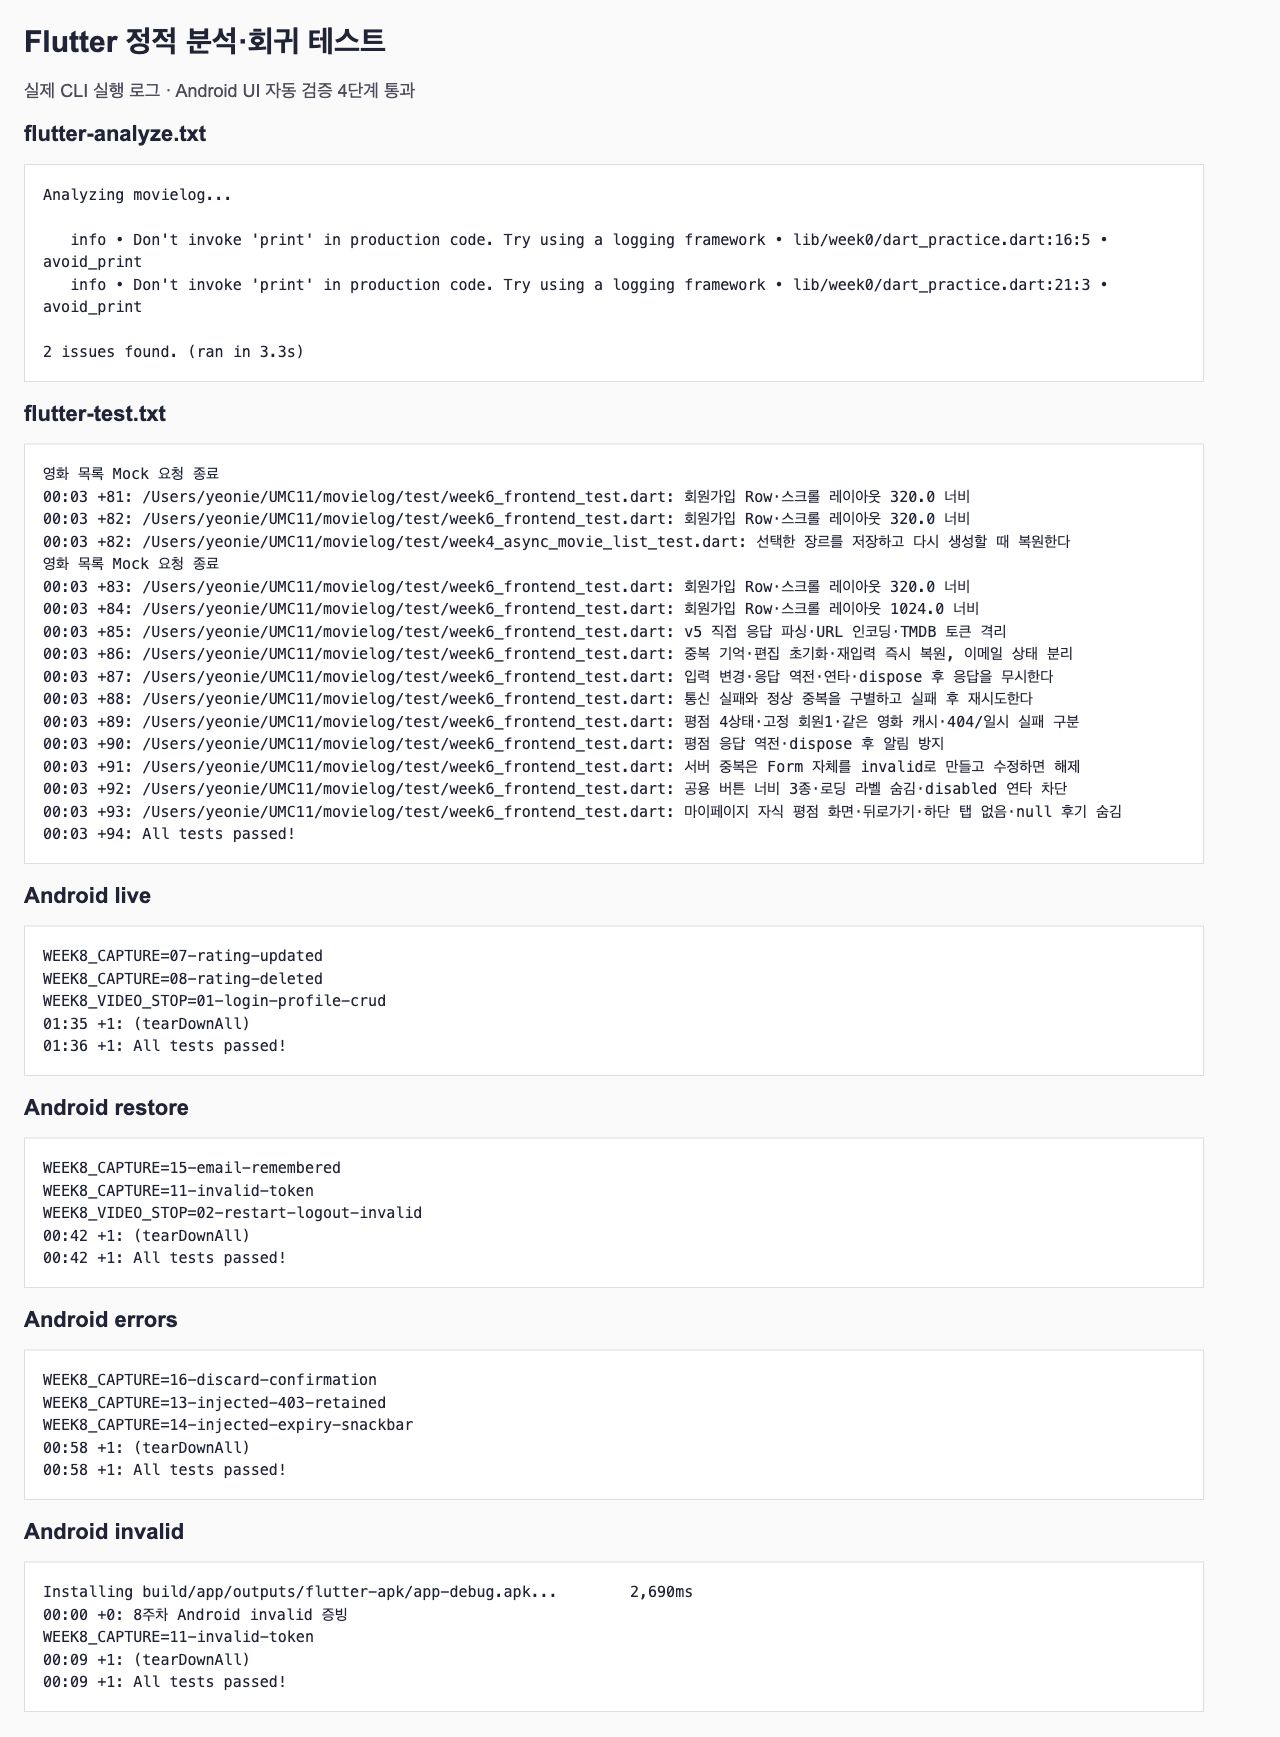 Flutter 정적 분석·회귀 테스트
실제 CLI 실행 로그 · Android UI 자동 검증 4단계 통과
flutter-analyze.txt
Analyzing movielog...
info • Don't invoke 'print' in production code. Try using a logging framework • lib/week0/dart_practice.dart:16:5 •
avoid_print
info • Don't invoke 'print' in production code. Try using a logging framework • lib/week0/dart_practice.dart:21:3 •
avoid_print
2 issues found. (ran in 3.3s)
flutter-test.txt
영화 목록 Mock 요청 종료
00:03 +81: /Users/yeonie/UMC11/movielog/test/week6_frontend_test.dart: 회원가입 Row·스크롤 레이아웃 320.0 너비
00:03 +82: /Users/yeonie/UMC11/movielog/test/week6_frontend_test.dart: 회원가입 Row·스크롤 레이아웃 320.0 너비
00:03 +82: /Users/yeonie/UMC11/movielog/test/week4_async_movie_list_test.dart: 선택한 장르를 저장하고 다시 생성할 때 복원한다
영화 목록 Mock 요청 종료
00:03 +83: /Users/yeonie/UMC11/movielog/test/week6_frontend_test.dart: 회원가입 Row·스크롤 레이아웃 320.0 너비
00:03 +84: /Users/yeonie/UMC11/movielog/test/week6_frontend_test.dart: 회원가입 Row·스크롤 레이아웃 1024.0 너비
00:03 +85: /Users/yeonie/UMC11/movielog/test/week6_frontend_test.dart: v5 직접 응답 파싱·URL 인코딩·TMDB 토큰 격리
00:03 +86: /Users/yeonie/UMC11/movielog/test/week6_frontend_test.dart: 중복 기억·편집 초기화·재입력 즉시 복원, 이메일 상태 분리
00:03 +87: /Users/yeonie/UMC11/movielog/test/week6_frontend_test.dart: 입력 변경·응답 역전·연타·dispose 후 응답을 무시한다
00:03 +88: /Users/yeonie/UMC11/movielog/test/week6_frontend_test.dart: 통신 실패와 정상 중복을 구별하고 실패 후 재시도한다
00:03 +89: /Users/yeonie/UMC11/movielog/test/week6_frontend_test.dart: 평점 4상태·고정 회원1·같은 영화 캐시·404/일시 실패 구분
00:03 +90: /Users/yeonie/UMC11/movielog/test/week6_frontend_test.dart: 평점 응답 역전·dispose 후 알림 방지
00:03 +91: /Users/yeonie/UMC11/movielog/test/week6_frontend_test.dart: 서버 중복은 Form 자체를 invalid로 만들고 수정하면 해제
00:03 +92: /Users/yeonie/UMC11/movielog/test/week6_frontend_test.dart: 공용 버튼 너비 3종·로딩 라벨 숨김·disabled 연타 차단
00:03 +93: /Users/yeonie/UMC11/movielog/test/week6_frontend_test.dart: 마이페이지 자식 평점 화면·뒤로가기·하단 탭 없음·null 후기 숨김
00:03 +94: All tests passed!
Android live
WEEK8_CAPTURE=07-rating-updated
WEEK8_CAPTURE=08-rating-deleted
WEEK8_VIDEO_STOP=01-login-profile-crud
01:35 +1: (tearDownAll)
01:36 +1: All tests passed!
Android restore
WEEK8_CAPTURE=15-email-remembered
WEEK8_CAPTURE=11-invalid-token
WEEK8_VIDEO_STOP=02-restart-logout-invalid
00:42 +1: (tearDownAll)
00:42 +1: All tests passed!
Android errors
WEEK8_CAPTURE=16-discard-confirmation
WEEK8_CAPTURE=13-injected-403-retained
WEEK8_CAPTURE=14-injected-expiry-snackbar
00:58 +1: (tearDownAll)
00:58 +1: All tests passed!
Android invalid
Installing build/app/outputs/flutter-apk/app-debug.apk... 2,690ms
00:00 +0: 8주차 Android invalid 증빙
WEEK8_CAPTURE=11-invalid-token
00:09 +1: (tearDownAll)
00:09 +1: All tests passed!